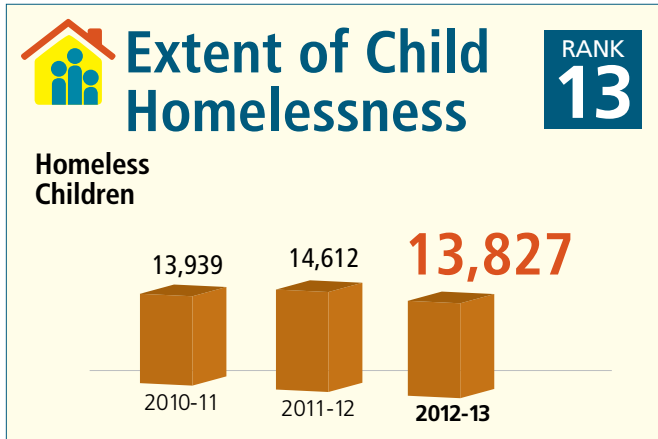 Extent of Child
Homelessness
RANK
13
Homeless
Children
13,939
14,612
13,827
2010-11
2011-12
2012-13